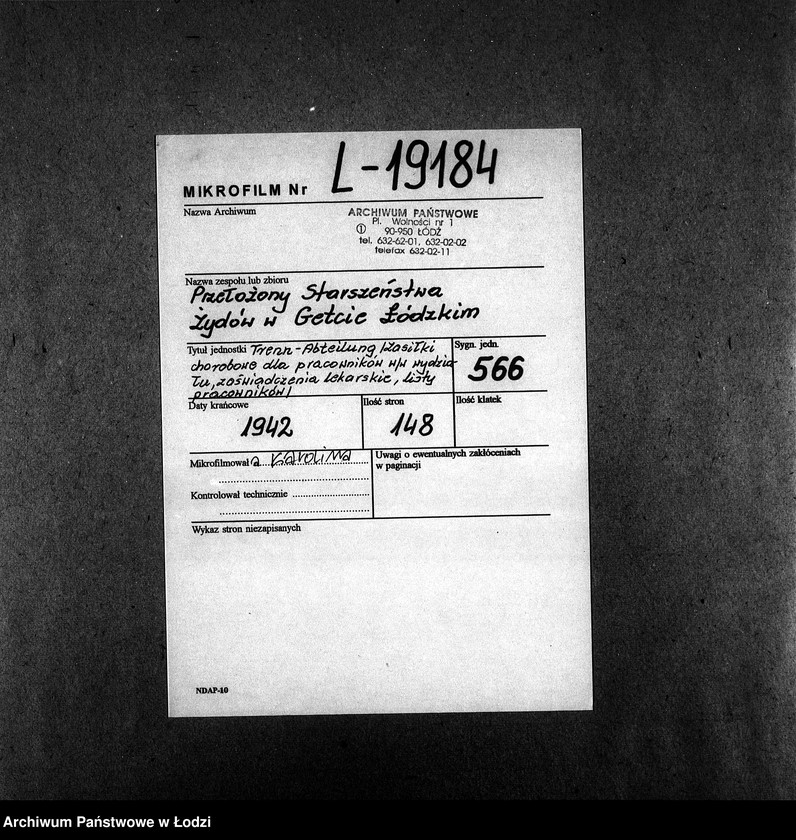 MIKROFILM Nr L-19184
Nazwa Archiwum
ARCHIWUM PAŃSTWOWE
Pl. Wolności nr 1
① 90-950 ŁÓDŹ
tel. 632-62-01, 632-02-02
telefax 632-02-11
Nazwa zespołu lub zbioru
Przełożony Starszeństwa
Żydów w Getcie Łódzkim
Tytuł jednostki Trenn-Abteilung /zasiłki
chorobowe dla pracowników w/w wydzia-
łu, zaświadczenia lekarskie, listy
pracowników/
Sygn. jedn.
566
Daty krańcowe
1942
Ilość stron
148
Ilość klatek
Mikrofilmował a Karolina
Kontrolował technicznie
Uwagi o ewentualnych zakłóceniach
w paginacji
Wykaz stron niezapisanych
NDAP-10
Archiwum Państwowe w Łodzi